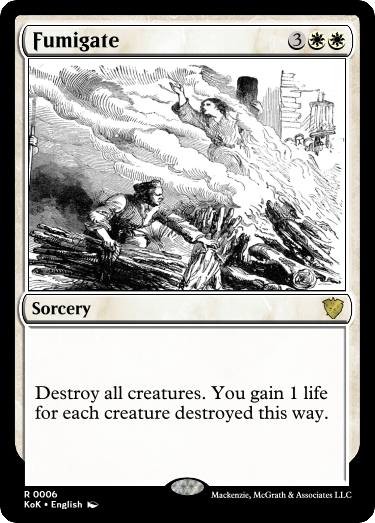 Fumigate 3
Sorcery
Destroy all creatures. You gain 1 life
for each creature destroyed this way.
R 0006
KoK • English
Mackenzie, McGrath & Associates LLC